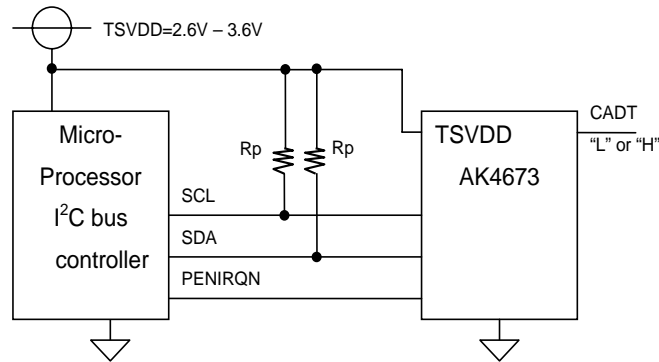 TSVDD=2.6V – 3.6V
Micro-
Processor
I²C bus
controller
Rp
Rp
SCL
SDA
PENIRQN
TSVDD
AK4673
CADT
“L” or “H”